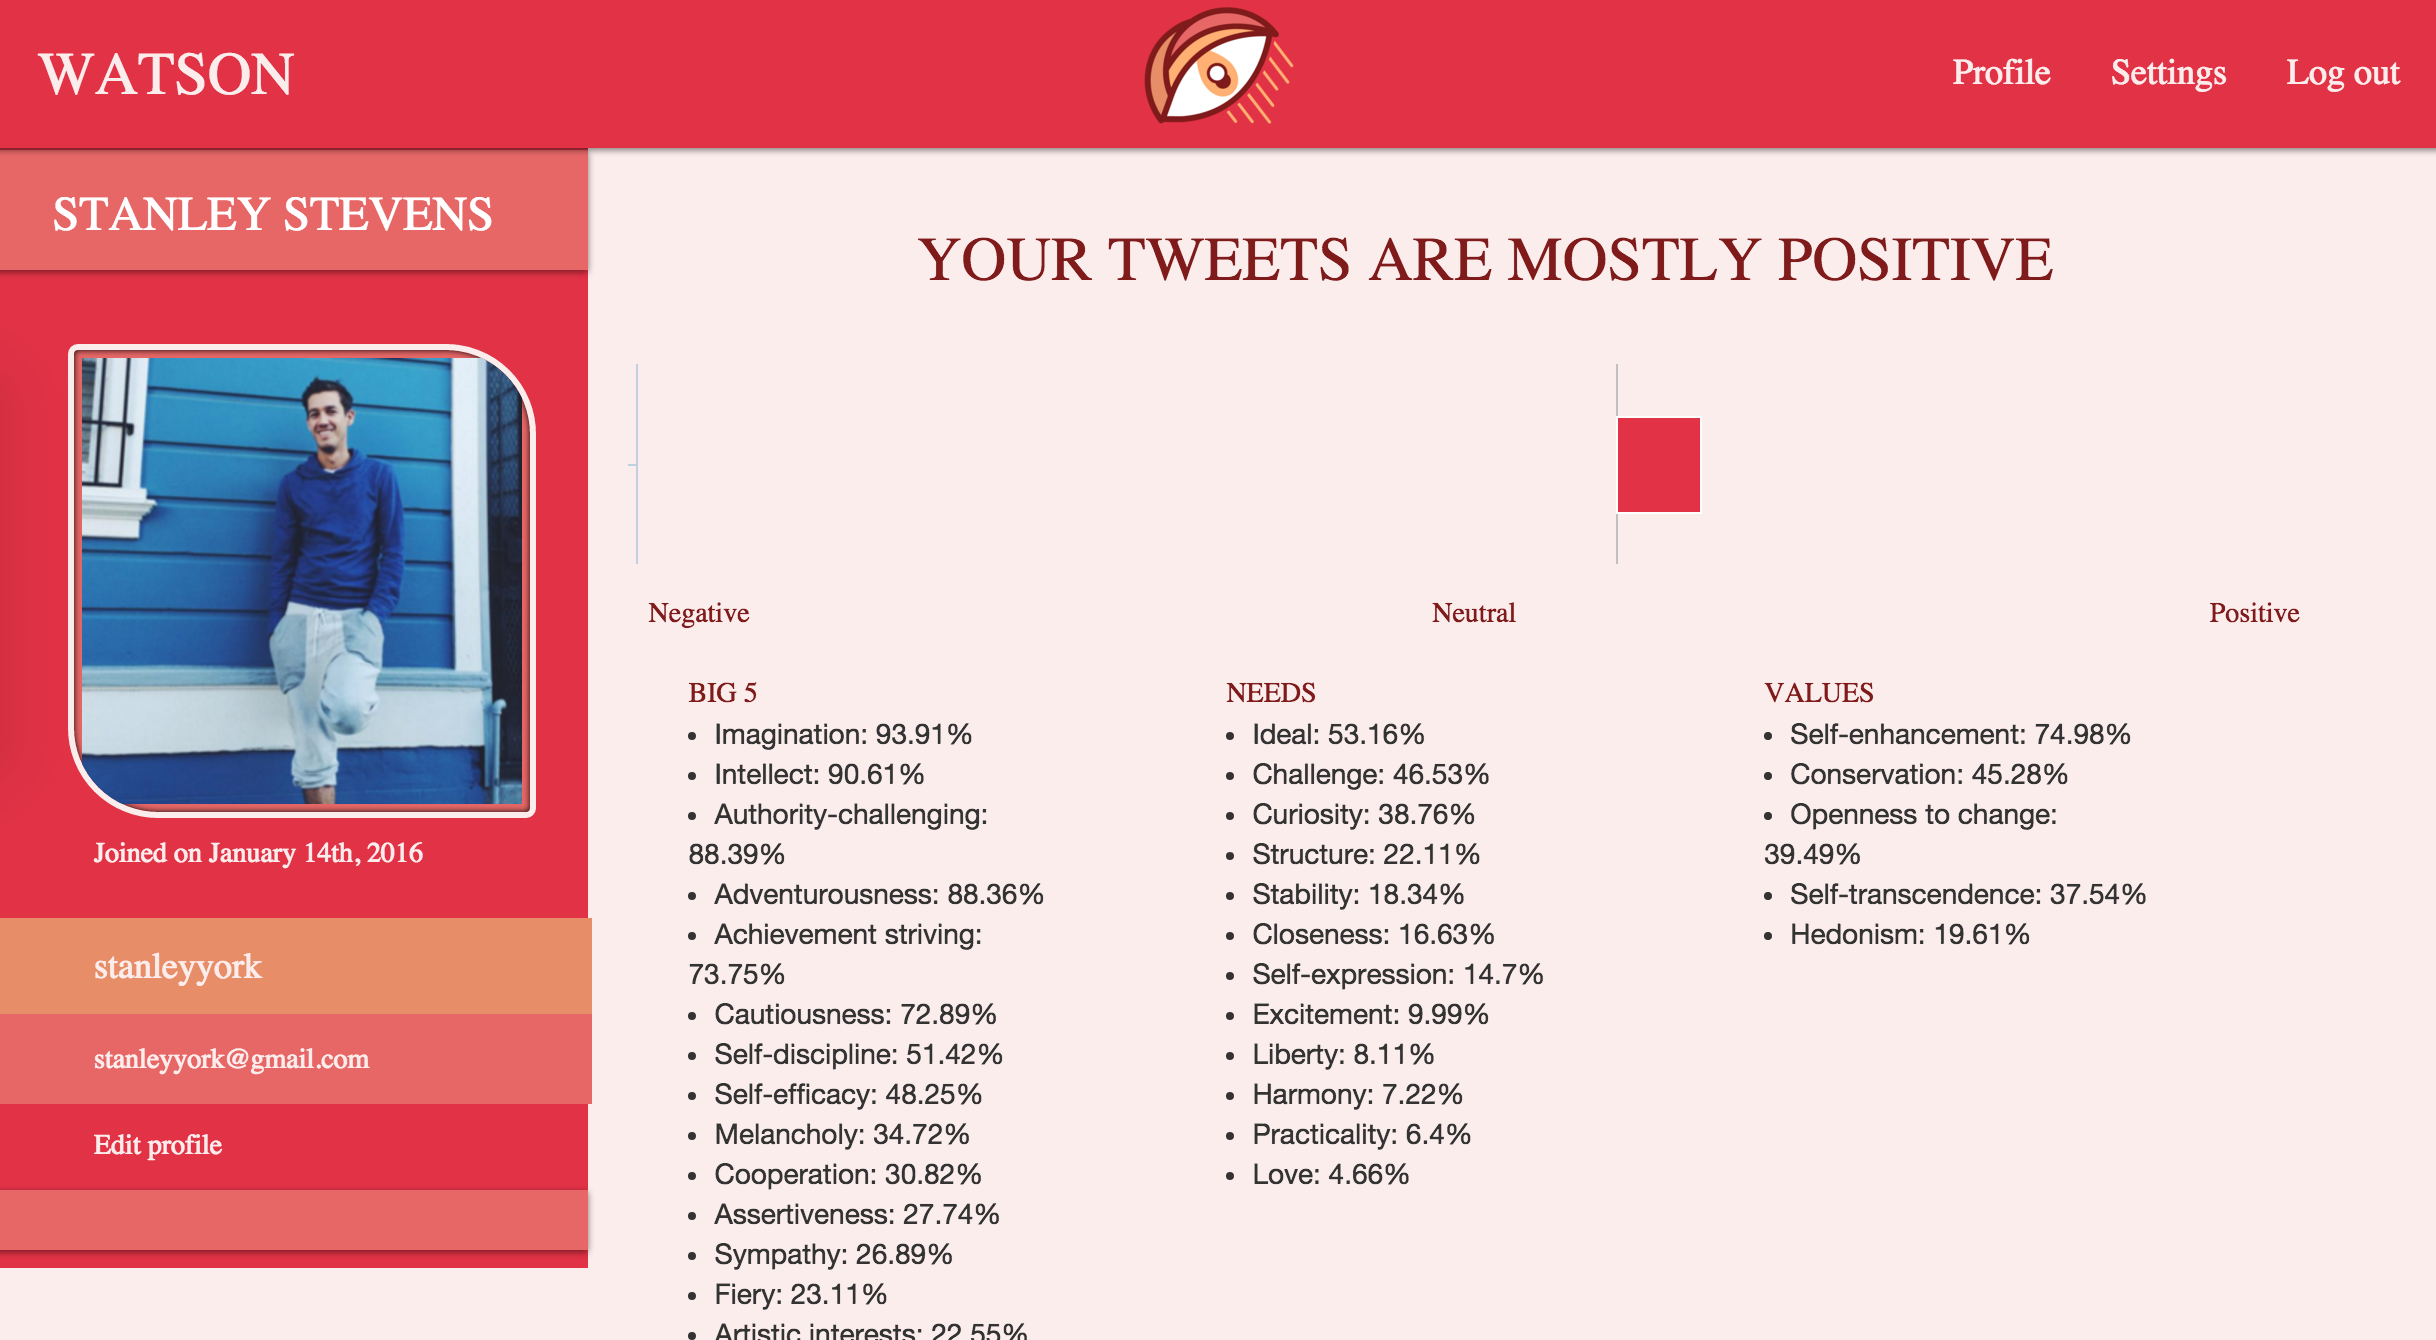 WATSON
Profile
Settings
Log out
STANLEY STEVENS
Joined on January 14th, 2016
stanleyyork
stanleyyork@gmail.com
Edit profile
YOUR TWEETS ARE MOSTLY POSITIVE
Negative
Neutral
Positive
BIG 5
• Imagination: 93.91%
• Intellect: 90.61%
• Authority-challenging:
88.39%
• Adventurousness: 88.36%
• Achievement striving:
73.75%
• Cautiousness: 72.89%
• Self-discipline: 51.42%
• Self-efficacy: 48.25%
• Melancholy: 34.72%
• Cooperation: 30.82%
• Assertiveness: 27.74%
• Sympathy: 26.89%
• Fiery: 23.11%
• Artistic interests: 22.55%
NEEDS
• Ideal: 53.16%
• Challenge: 46.53%
• Curiosity: 38.76%
• Structure: 22.11%
• Stability: 18.34%
• Closeness: 16.63%
• Self-expression: 14.7%
• Excitement: 9.99%
• Liberty: 8.11%
• Harmony: 7.22%
• Practicality: 6.4%
• Love: 4.66%
VALUES
• Self-enhancement: 74.98%
• Conservation: 45.28%
• Openness to change:
39.49%
• Self-transcendence: 37.54%
• Hedonism: 19.61%